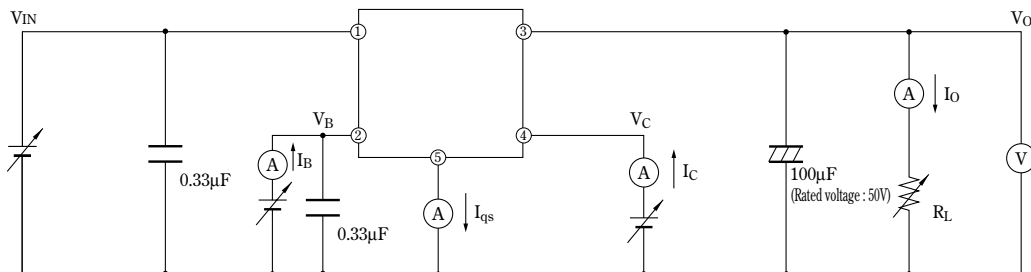 VIN
1
3
VO
A
IO
VB
2
4
VC
5
A
IB
A
IC
0.33μF
100μF
(Rated voltage : 50V)
V
A
Iqs
0.33μF
RL